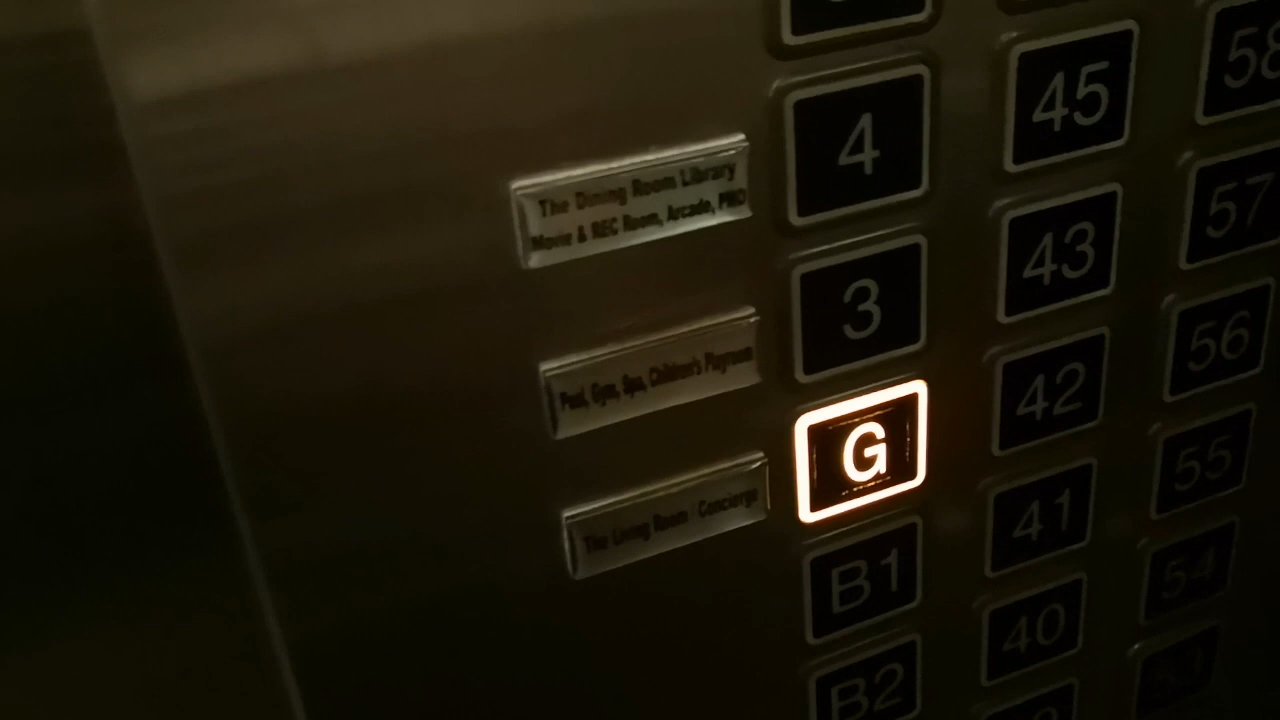 The Dining Room Library
Movie & REC Room, Arcade, PRO
Pool, Gym, Spa, Children's Playroom
The Living Room / Concierge
4
3
G
B1
B2
45
43
42
41
40
58
57
56
55
54